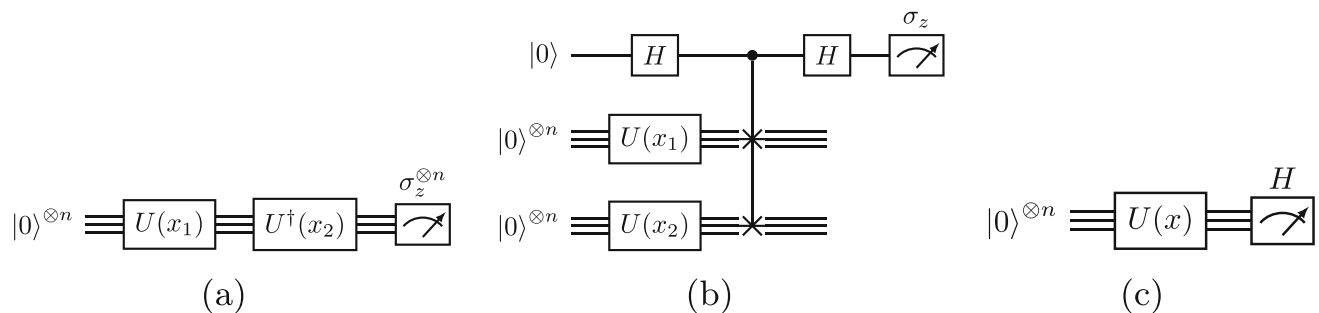 |0⟩^{⊗n} U(x_1) U^†(x_2) σ_z^{⊗n}
(a)
|0⟩ H H σ_z
|0⟩^{⊗n} U(x_1)
|0⟩^{⊗n} U(x_2)
(b)
|0⟩^{⊗n} U(x) H
(c)